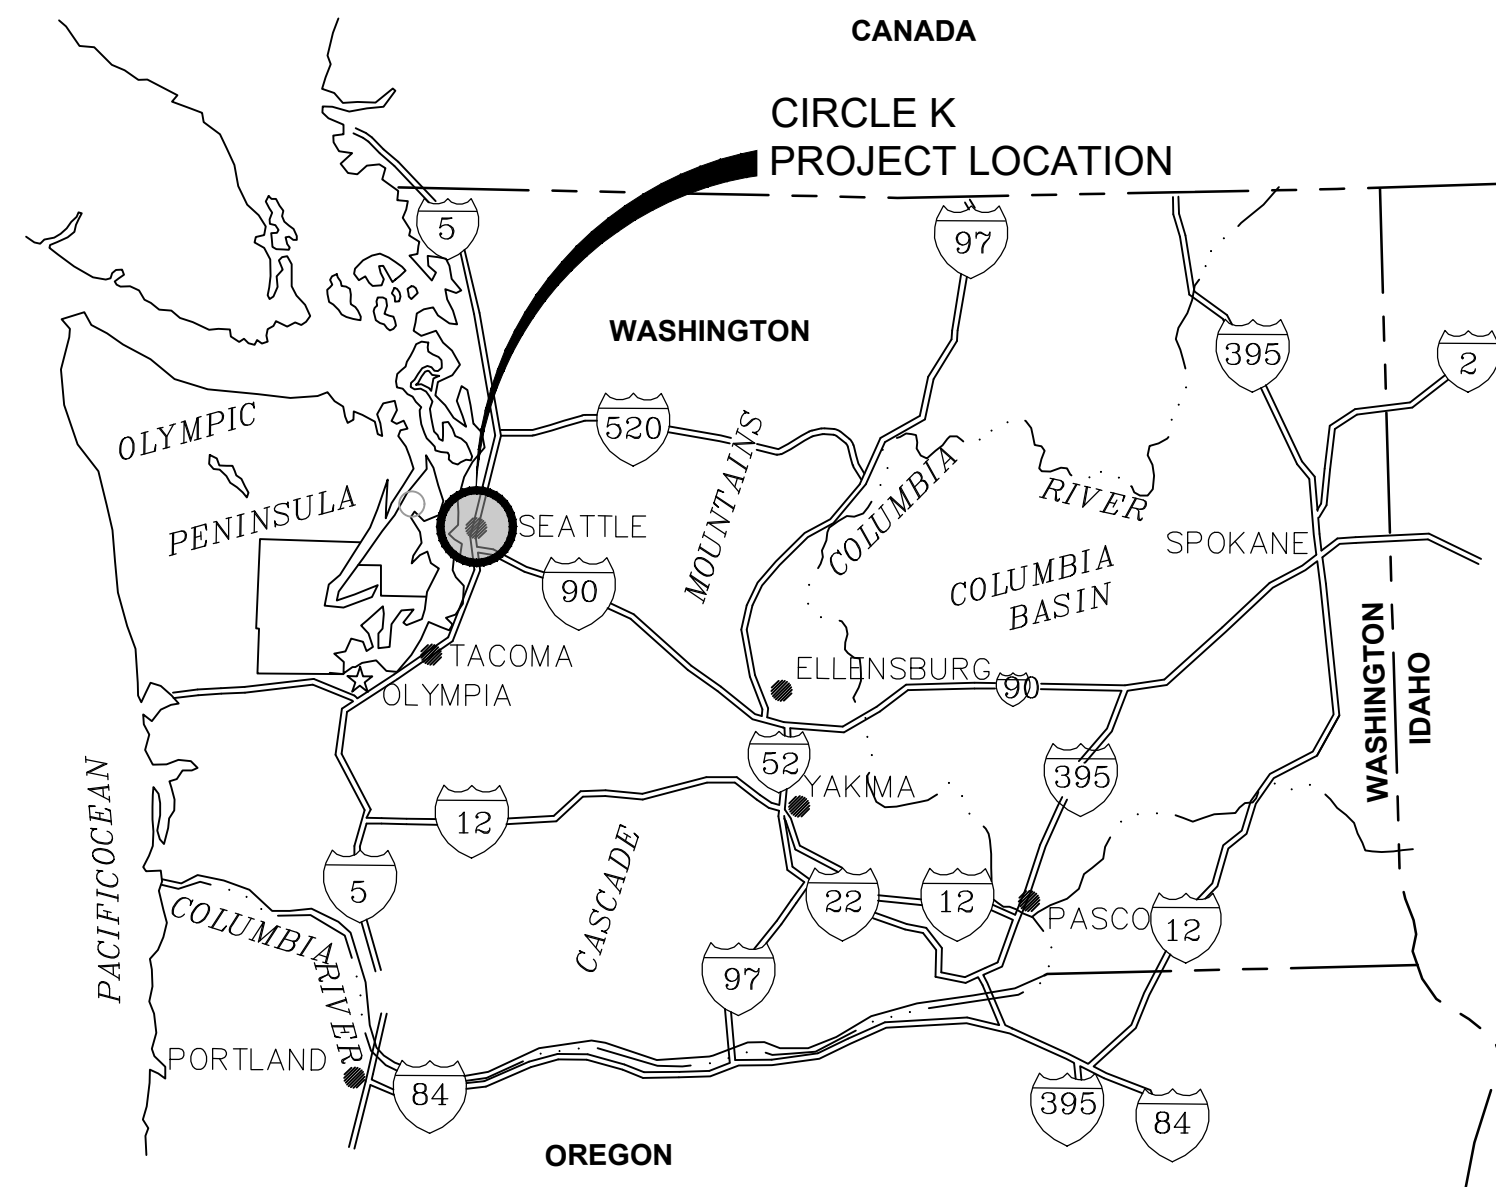 CANADA
CIRCLE K
PROJECT LOCATION
5
97
WASHINGTON
395
2
OLYMPIC
520
MOUNTAINS
COLUMBIA
RIVER
PENINSULA
SEATTLE
SPOKANE
90
COLUMBIA
BASIN
TACOMA
ELLENSBURG
90
OLYMPIA
WASHINGTON
IDAHO
52
395
YAKIMA
12
PACIFICOCEAN
CASCADE
5
22
12
12
COLUMBIA
RIVER
PASCO
97
PORTLAND
84
395
84
OREGON